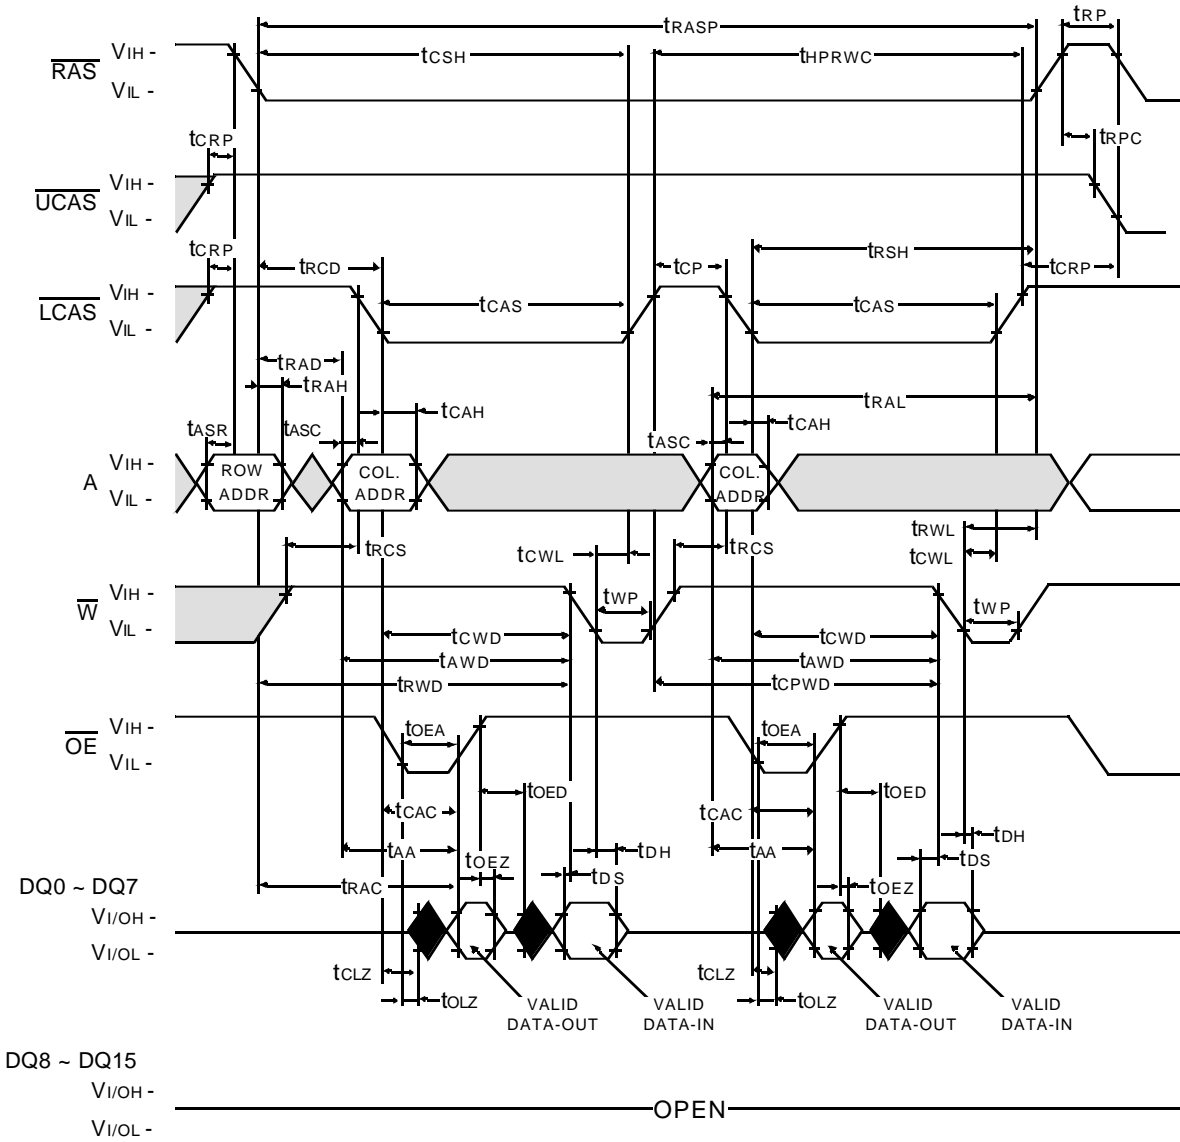 tRASP
tRP
VIH -
RAS
VIL -
tCSH
tHPRWC
tCRP
tRPC
VIH -
UCAS
VIL -
tCRP
tRCD
tCP
tRSH
tCRP
VIH -
LCAS
VIL -
tCAS
tCAS
tRAD
tRAH
tCAH
tRAL
tCAH
tASR
tASC
tASC
VIH -
A
VIL -
ROW
ADDR
COL.
ADDR
COL.
ADDR
tRWL
tRCS
tCWL
tRCS
tCWL
VIH -
W
VIL -
tWP
tWP
tCWD
tCWD
tAWD
tAWD
tRWD
tCPWD
VIH -
OE
VIL -
tOEA
tOEA
tOED
tOED
tCAC
tCAC
tAA
tOEZ
tDH
tAA
tDH
tDS
tDS
tRAC
tOEZ
DQ0 ~ DQ7
VI/OH -
VI/OL -
tCLZ
tCLZ
tOLZ
tOLZ
VALID
DATA-OUT
VALID
DATA-IN
VALID
DATA-OUT
VALID
DATA-IN
DQ8 ~ DQ15
VI/OH -
OPEN
VI/OL -